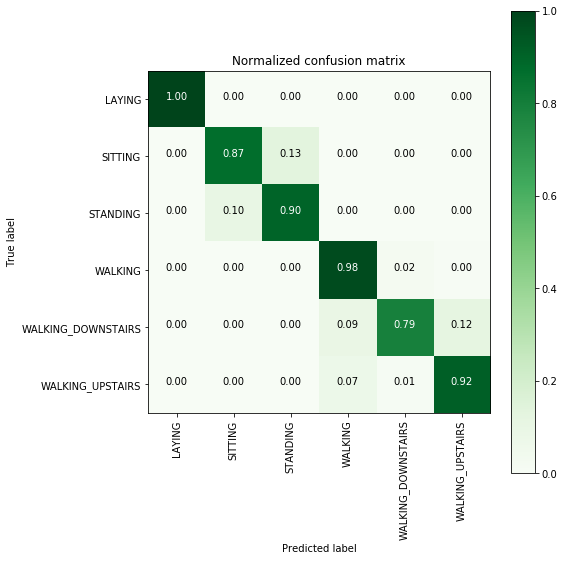 Normalized confusion matrix
True label
LAYING 1.00 0.00 0.00 0.00 0.00 0.00
SITTING 0.00 0.87 0.13 0.00 0.00 0.00
STANDING 0.00 0.10 0.90 0.00 0.00 0.00
WALKING 0.00 0.00 0.00 0.98 0.02 0.00
WALKING_DOWNSTAIRS 0.00 0.00 0.00 0.09 0.79 0.12
WALKING_UPSTAIRS 0.00 0.00 0.00 0.07 0.01 0.92
LAYING
SITTING
STANDING
WALKING
WALKING_DOWNSTAIRS
WALKING_UPSTAIRS
Predicted label
1.0
0.8
0.6
0.4
0.2
0.0